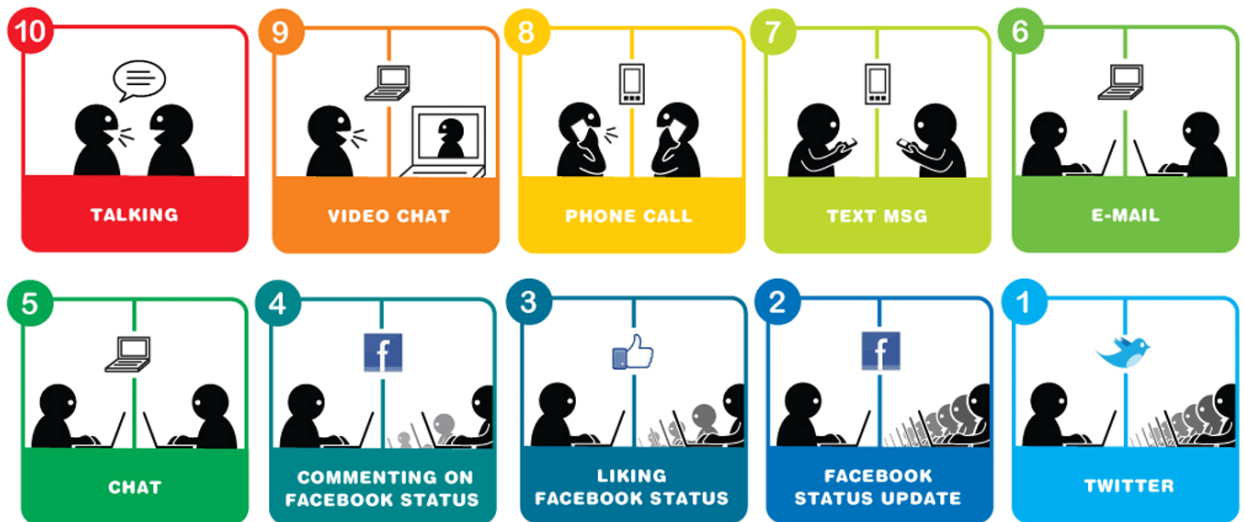 10
TALKING
9
VIDEO CHAT
8
PHONE CALL
7
TEXT MSG
6
E-MAIL
5
CHAT
4
f
COMMENTING ON
FACEBOOK STATUS
3
LIKING
FACEBOOK STATUS
2
f
FACEBOOK
STATUS UPDATE
1
TWITTER